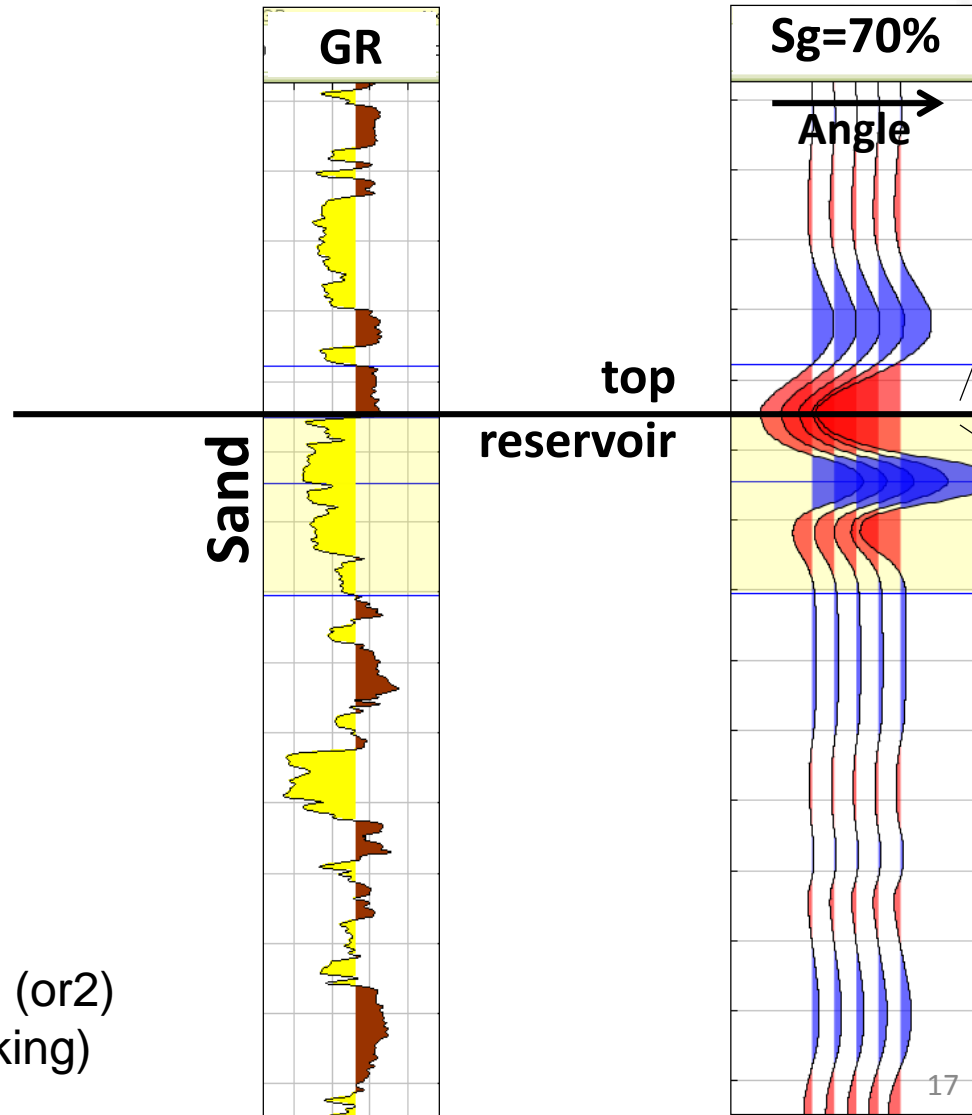 GR
Sg=70%
Angle
top
reservoir
Sand
(or2)
king)
17